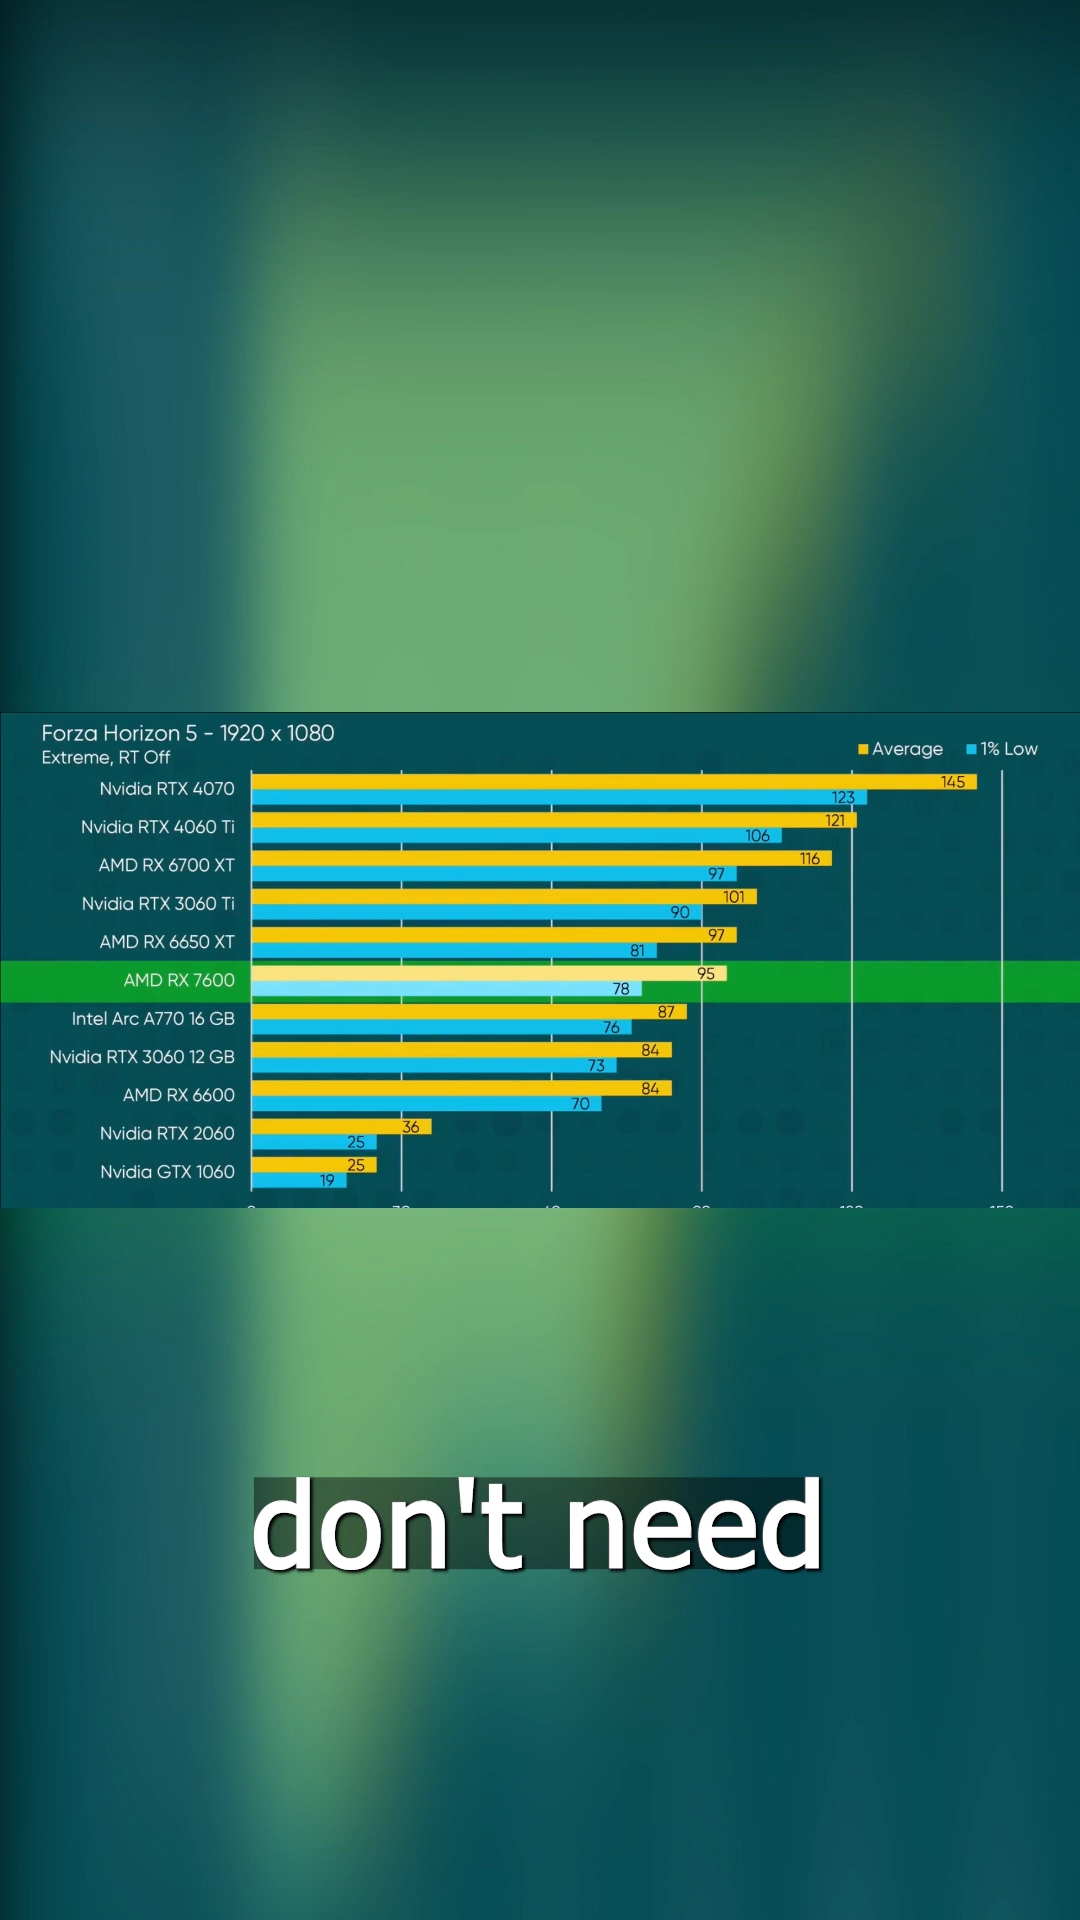 Forza Horizon 5 - 1920 x 1080
Extreme, RT Off
Average 1% Low
Nvidia RTX 4070 145 123
Nvidia RTX 4060 Ti 121 106
AMD RX 6700 XT 116 97
Nvidia RTX 3060 Ti 101 90
AMD RX 6650 XT 97 81
AMD RX 7600 95 78
Intel Arc A770 16 GB 87 76
Nvidia RTX 3060 12 GB 84 73
AMD RX 6600 84 70
Nvidia RTX 2060 36 25
Nvidia GTX 1060 25 19
don't need